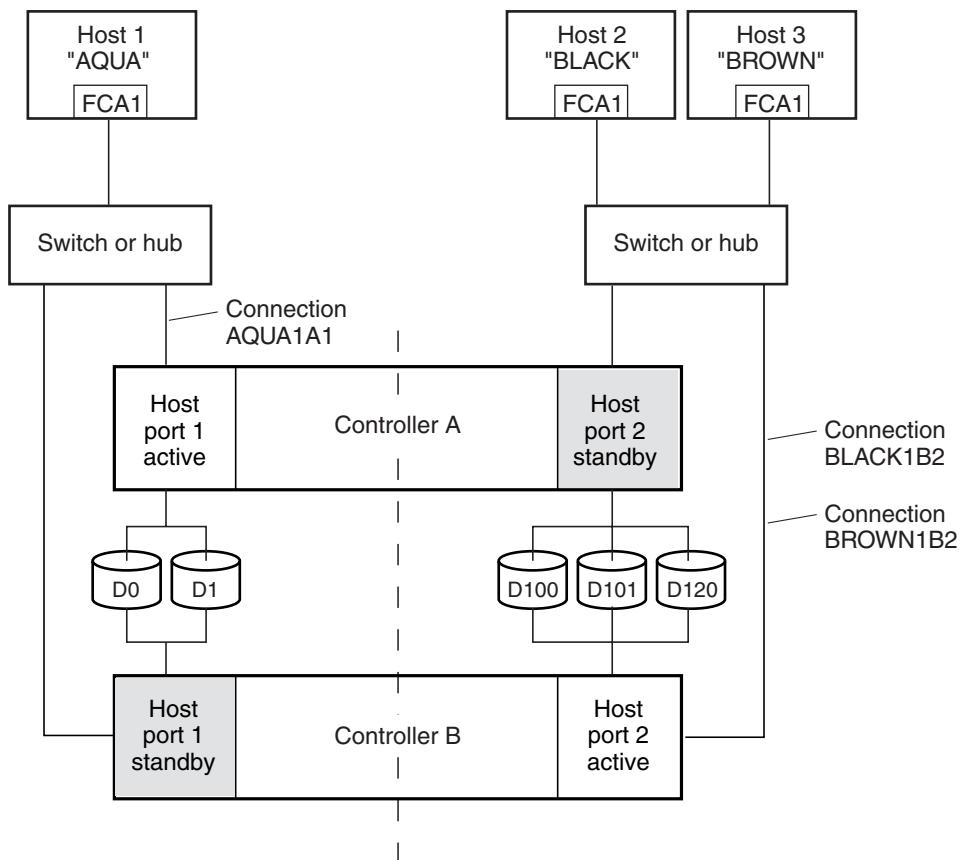 Host 1
"AQUA"
FCA1
Host 2
"BLACK"
FCA1
Host 3
"BROWN"
FCA1
Switch or hub
Switch or hub
Connection
AQUA1A1
Host
port 1
active
Controller A
Host
port 2
standby
Connection
BLACK1B2
Connection
BROWN1B2
D0
D1
D100
D101
D120
Host
port 1
standby
Controller B
Host
port 2
active